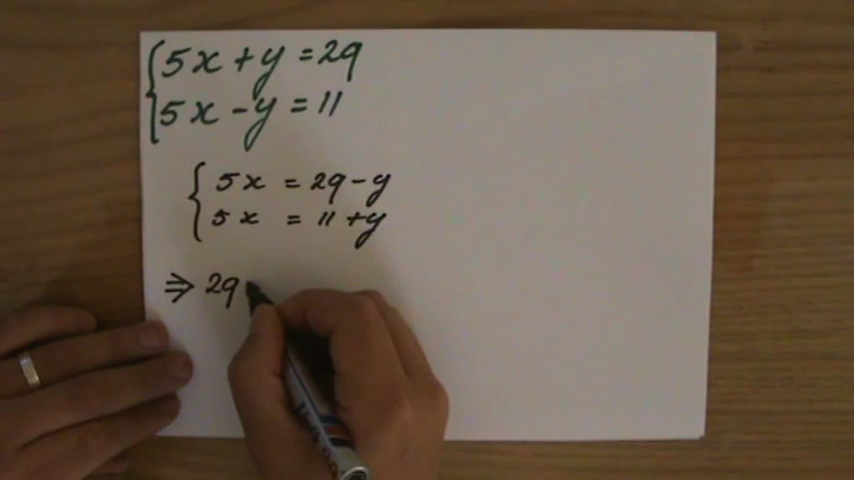 5x + y = 29
5x - y = 11
5x = 29 - y
5x = 11 + y
⇒ 29